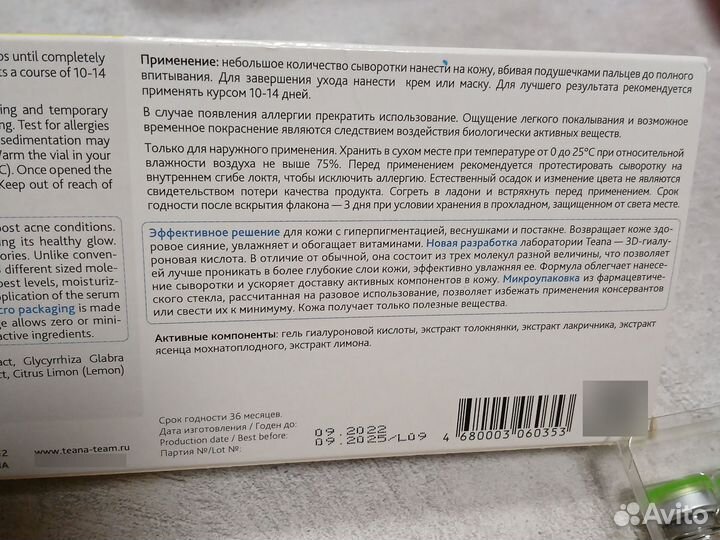 ps until completely
ts a course of 10-14
ing and temporary
ng. Test for allergies
sedimentation may
Warm the vial in your
C). Once opened the
Keep out of reach of
post acne conditions.
ing its healthy glow.
ories. Unlike conven-
different sized mole-
best levels, moisturiz-
plication of the serum
cro packaging is made
ge allows zero or mini-
active ingredients.
act, Glycyrrhiza Glabra
ct, Citrus Limon (Lemon)
www.teana-team.ru
Применение: небольшое количество сыворотки нанести на кожу, вбивая подушечками пальцев до полного
впитывания. Для завершения ухода нанести крем или маску. Для лучшего результата рекомендуется
применять курсом 10-14 дней.
В случае появления аллергии прекратить использование. Ощущение легкого покалывания и возможное
временное покраснение являются следствием воздействия биологически активных веществ.
Только для наружного применения. Хранить в сухом месте при температуре от 0 до 25°С при относительной
влажности воздуха не выше 75%. Перед применением рекомендуется протестировать сыворотку на
внутреннем сгибе локтя, чтобы исключить аллергию. Естественный осадок и изменение цвета не являются
свидетельством потери качества продукта. Согреть в ладони и встряхнуть перед применением. Срок
годности после вскрытия флакона — 3 дня при условии хранения в прохладном, защищенном от света месте.
Эффективное решение для кожи с гиперпигментацией, веснушками и постакне. Возвращает коже здо-
ровое сияние, увлажняет и обогащает витаминами. Новая разработка лаборатории Teana — 3D-гиалу-
роновая кислота. В отличие от обычной, она состоит из трех молекул разной величины, что позволяет
ей лучше проникать в более глубокие слои кожи, эффективно увлажняя ее. Формула облегчает нанесе-
ние сыворотки и ускоряет доставку активных компонентов в кожу. Микроупаковка из фармацевтиче-
ского стекла, рассчитанная на разовое использование, позволяет избежать применения консервантов
или свести их к минимуму. Кожа получает только полезные вещества.
Активные компоненты: гель гиалуроновой кислоты, экстракт толокнянки, экстракт лакричника, экстракт
ясенца мохнатоплодного, экстракт лимона.
Срок годности 36 месяцев.
Дата изготовления / Годен до:
Production date / Best before:
Партия №/Lot №:
09.2022
09.2025/L09
4 680003 060353
Avito